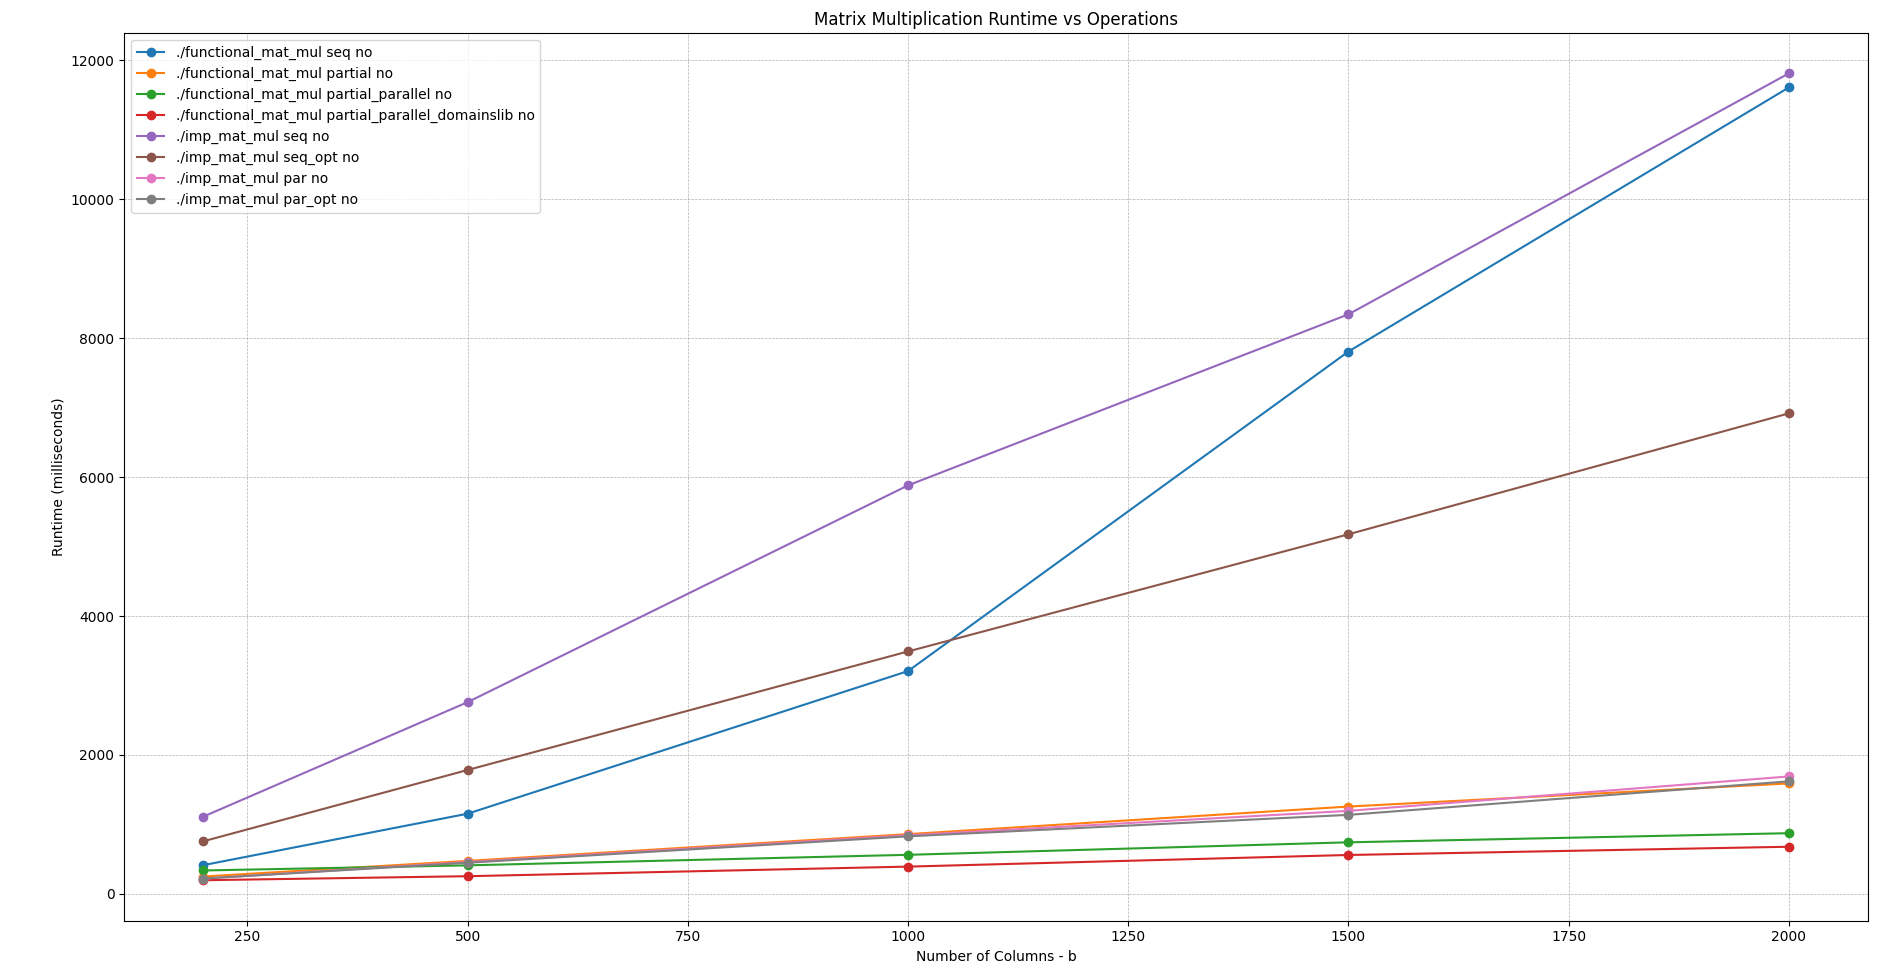 Matrix Multiplication Runtime vs Operations
./functional_mat_mul seq no
./functional_mat_mul partial no
./functional_mat_mul partial_parallel no
./functional_mat_mul partial_parallel_domainslib no
./imp_mat_mul seq no
./imp_mat_mul seq_opt no
./imp_mat_mul par no
./imp_mat_mul par_opt no
12000
10000
8000
6000
4000
2000
0
Runtime (milliseconds)
250 500 750 1000 1250 1500 1750 2000
Number of Columns - b